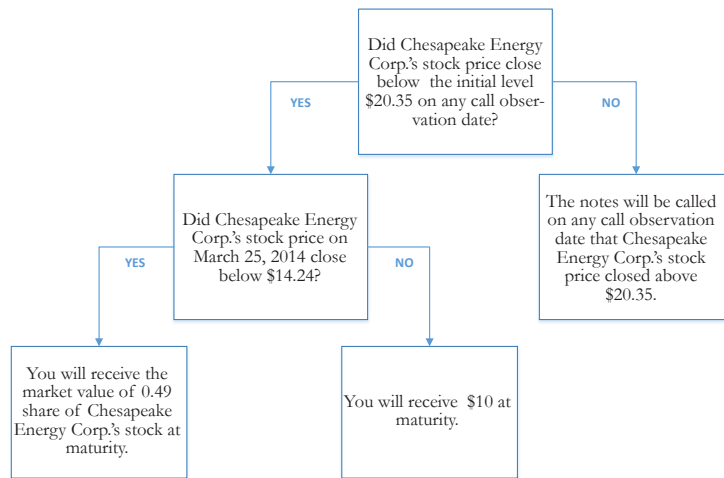 Did Chesapeake Energy
Corp.'s stock price close
below the initial level
$20.35 on any call obser-
vation date?
YES
NO
Did Chesapeake Energy
Corp.'s stock price on
March 25, 2014 close
below $14.24?
The notes will be called
on any call observation
date that Chesapeake
Energy Corp.'s stock
price closed above
$20.35.
YES
NO
You will receive the
market value of 0.49
share of Chesapeake
Energy Corp.'s stock at
maturity.
You will receive $10 at
maturity.